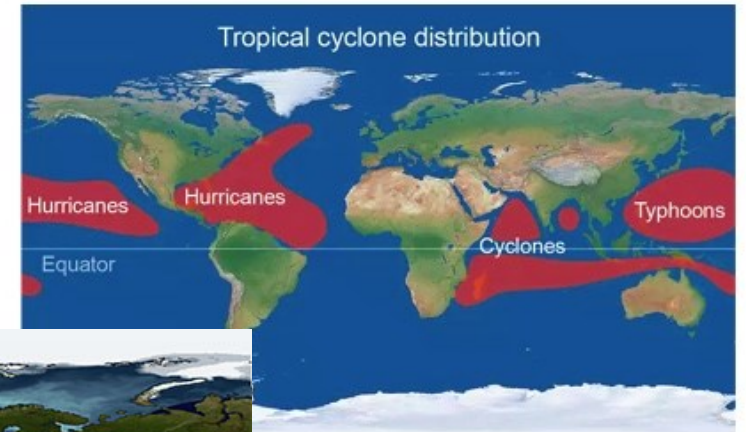 Tropical cyclone distribution
Hurricanes
Hurricanes
Typhoons
Cyclones
Equator